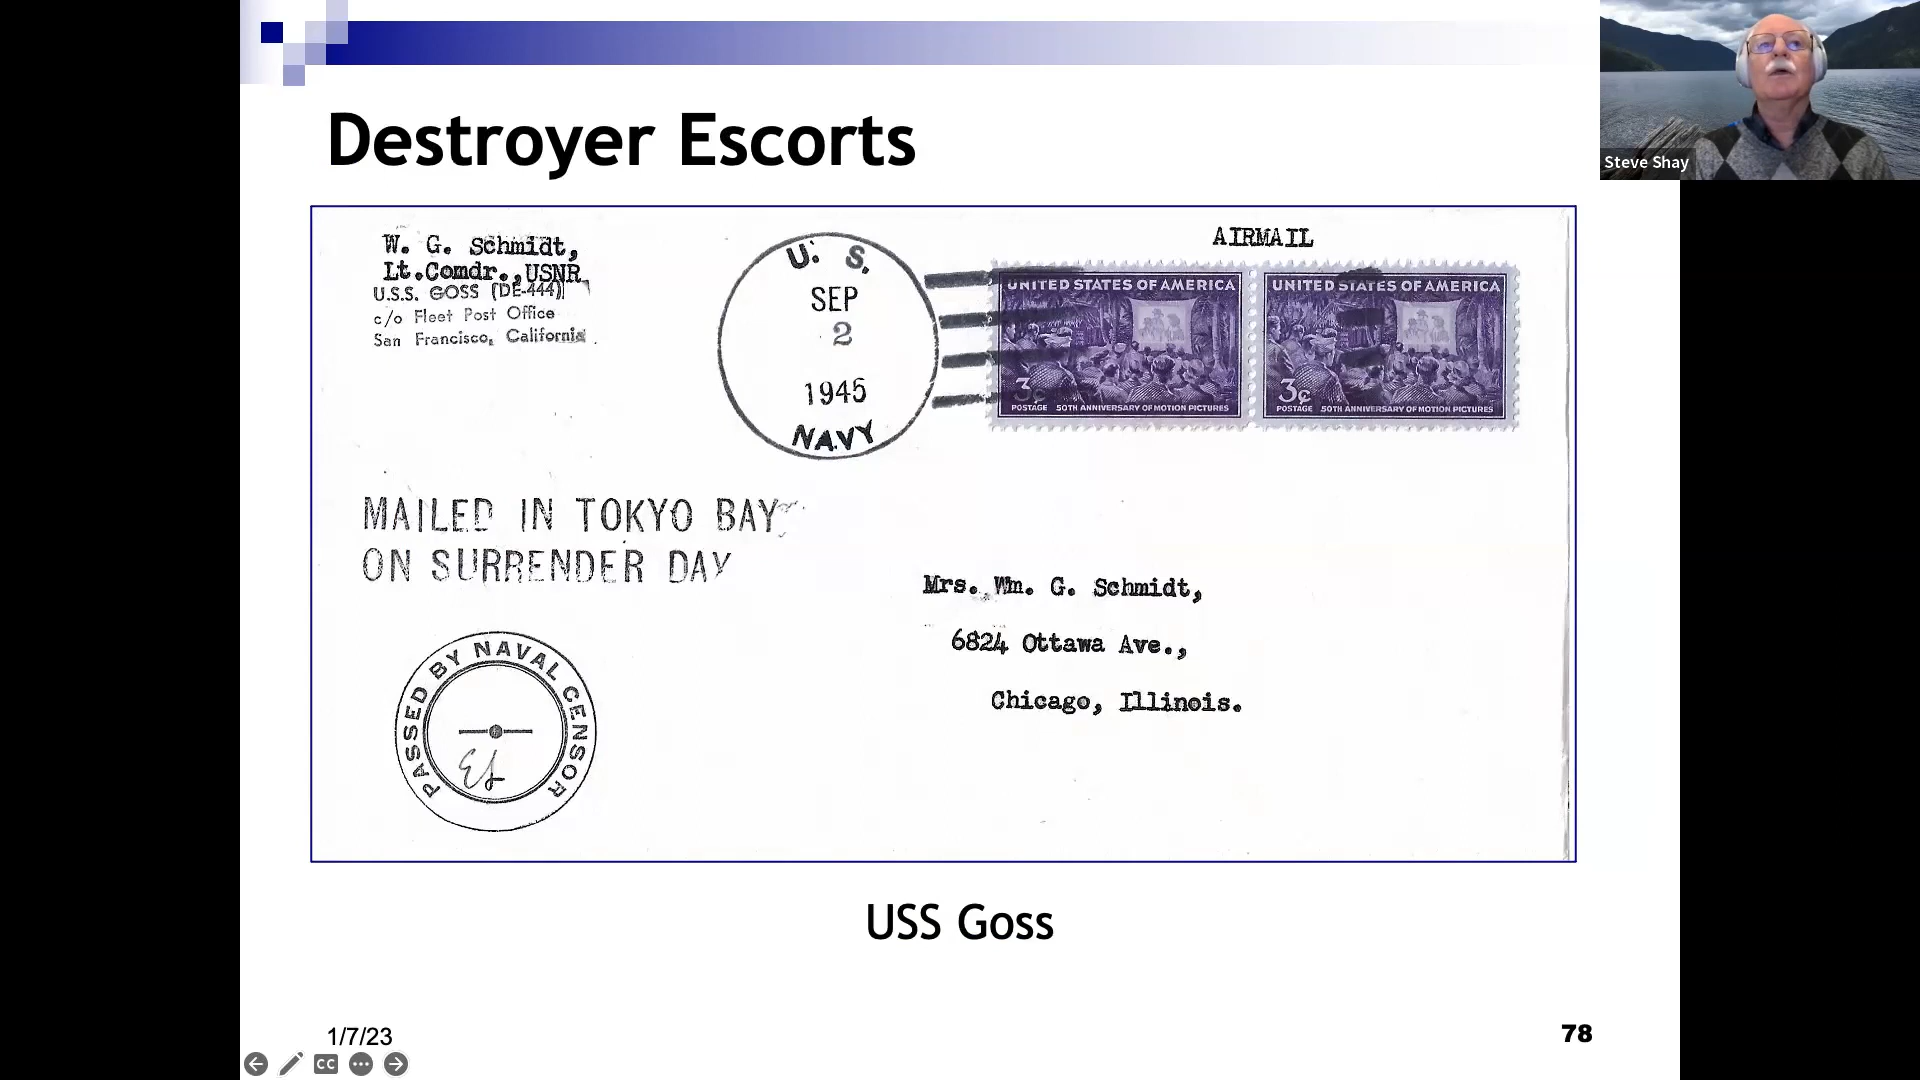 Destroyer Escorts
Steve Shay
W. G. Schmidt,
Lt.Comdr.,USNR
U.S.S. GOSS (DE-444)
c/o Fleet Post Office
San Francisco, California
U. S.
SEP
2
1945
NAVY
AIRMAIL
UNITED STATES OF AMERICA
3¢
POSTAGE 50TH ANNIVERSARY OF MOTION PICTURES
UNITED STATES OF AMERICA
3¢
POSTAGE 50TH ANNIVERSARY OF MOTION PICTURES
MAILED IN TOKYO BAY
ON SURRENDER DAY
Mrs. Wm. G. Schmidt,
6824 Ottawa Ave.,
Chicago, Illinois.
PASSED BY NAVAL CENSOR
USS Goss
1/7/23
78
CC